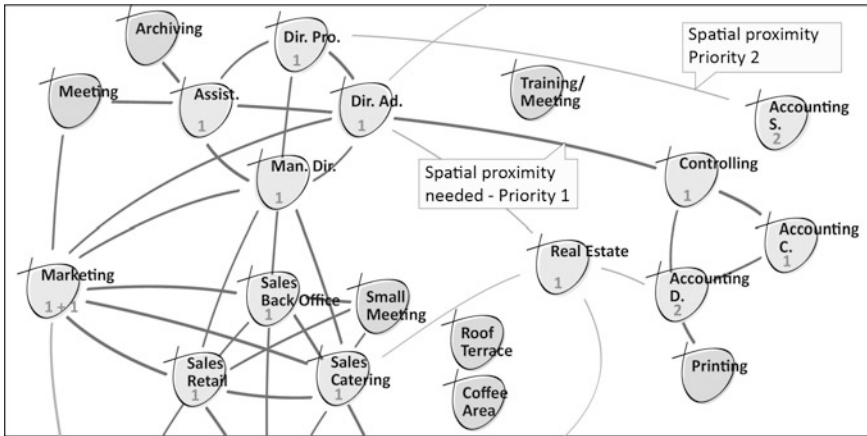 Archiving
Dir. Pro.
1
Spatial proximity
Priority 2
Meeting
Assist.
1
Dir. Ad.
1
Training/
Meeting
Accounting
S.
2
Man. Dir.
1
Spatial proximity
needed - Priority 1
Controlling
1
Accounting
C.
1
Marketing
1 + 1
Sales
Back Office
1
Small
Meeting
Real Estate
1
Accounting
D.
2
Sales
Retail
1
Sales
Catering
1
Roof
Terrace
Coffee
Area
Printing